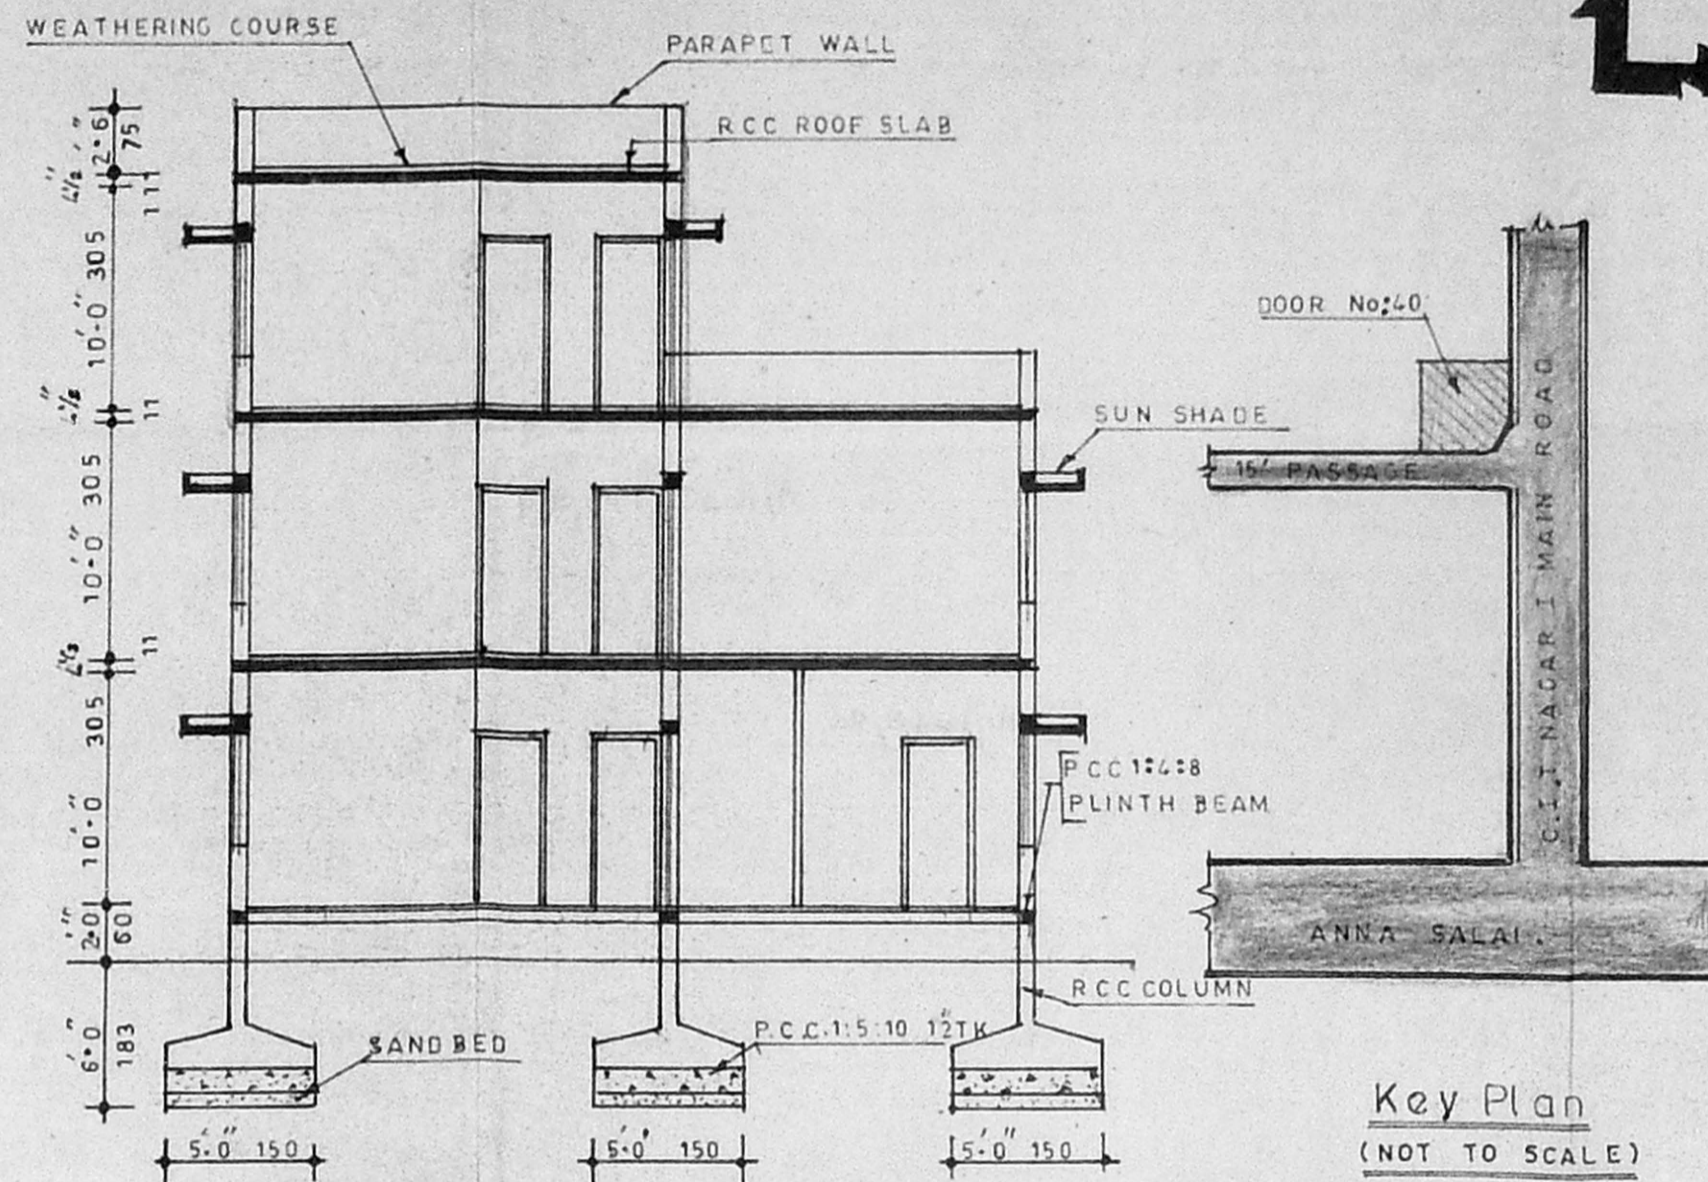 WEATHERING COURSE
PARAPET WALL
RCC ROOF SLAB
2'-6"
75
4½"
11
10'-0" 305
4½"
11
10'-0" 305
4½
11
10'-0" 305
2'-0"
60
6'-0"
183
SUN SHADE
PCC 1:4:8
PLINTH BEAM
RCC COLUMN
P.C.C.1:5:10 12"TK
SAND BED
5'-0" 150
5'-0" 150
5'-0" 150
DOOR No:40
15' PASSAGE
C.I.T NAGAR I MAIN ROAD
ANNA SALAI.
Key Plan
(NOT TO SCALE)